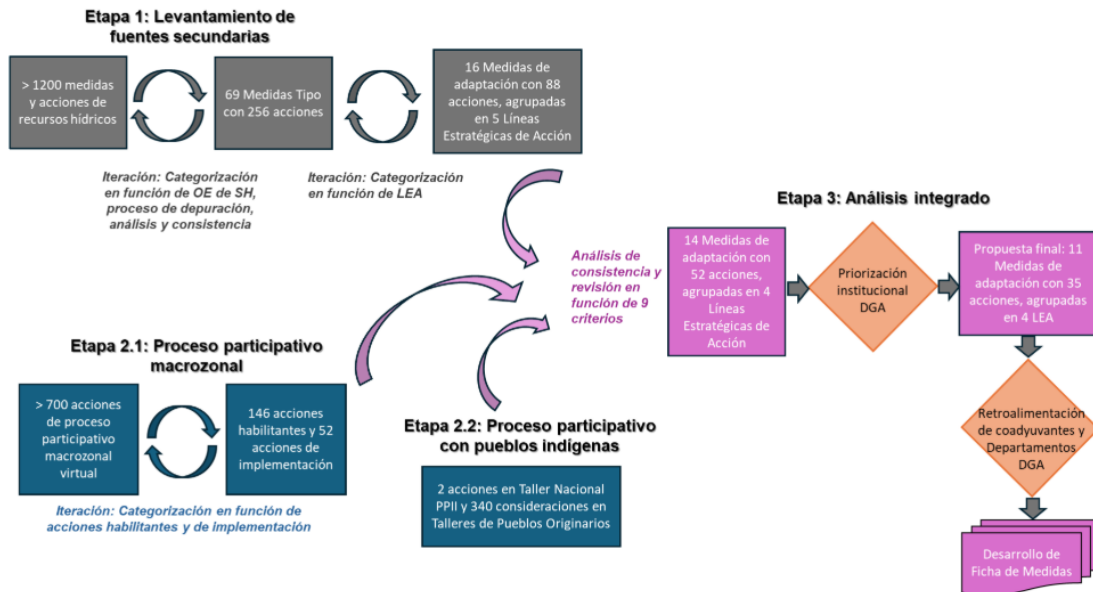 Etapa 1: Levantamiento de
fuentes secundarias
> 1200 medidas
y acciones de
recursos hídricos
69 Medidas Tipo
con 256 acciones
16 Medidas de
adaptación con 88
acciones, agrupadas
en 5 Líneas
Estratégicas de
Acción
Iteración: Categorización
en función de OE de SH,
proceso de depuración,
análisis y consistencia
Iteración: Categorización
en función de LEA
Etapa 2.1: Proceso participativo
macrozonal
> 700 acciones
de proceso
participativo
macrozonal
virtual
146 acciones
habilitantes y 52
acciones de
implementación
Iteración: Categorización en función de
acciones habilitantes y de implementación
Etapa 2.2: Proceso participativo
con pueblos indígenas
2 acciones en Taller Nacional
PPII y 340 consideraciones en
Talleres de Pueblos Originarios
Análisis de
consistencia y
revisión en
función de 9
criterios
Etapa 3: Análisis integrado
14 Medidas de
adaptación con
52 acciones,
agrupadas en 4
Líneas
Estratégicas de
Acción
Priorización
institucional
DGA
Propuesta final: 11
Medidas de
adaptación con 35
acciones, agrupadas
en 4 LEA
Retroalimentación
de coadyuvantes y
Departamentos
DGA
Desarrollo de
Ficha de Medidas